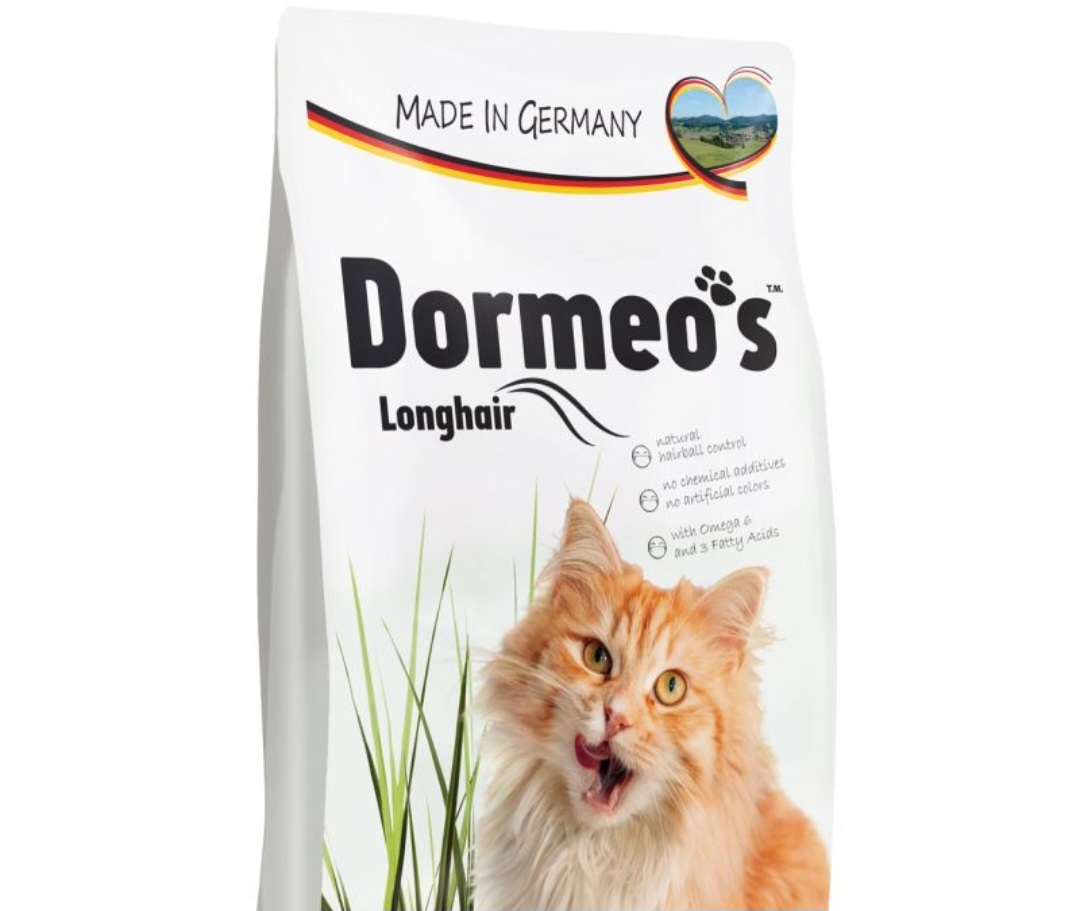 MADE IN GERMANY
Dormeo's T.M.
Longhair
natural
hairball control
no chemical additives
no artificial colors
with Omega 6
and 3 Fatty Acids